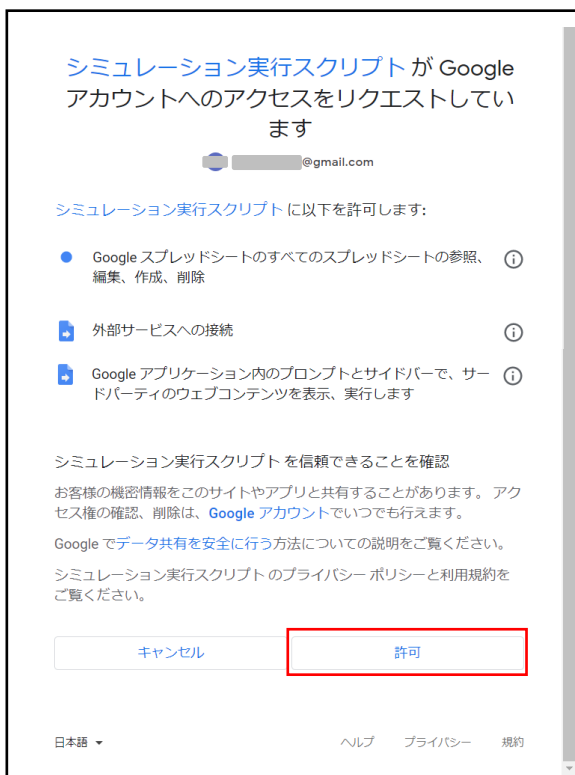 シミュレーション実行スクリプト が Google
アカウントへのアクセスをリクエストしてい
ます
@gmail.com
シミュレーション実行スクリプト に以下を許可します:
Google スプレッドシートのすべてのスプレッドシートの参照、
編集、作成、削除
外部サービスへの接続
Google アプリケーション内のプロンプトとサイドバーで、サー
ドパーティのウェブコンテンツを表示、実行します
シミュレーション実行スクリプト を信頼できることを確認
お客様の機密情報をこのサイトやアプリと共有することがあります。 アク
セス権の確認、削除は、Google アカウントでいつでも行えます。
Google でデータ共有を安全に行う方法についての説明をご覧ください。
シミュレーション実行スクリプト のプライバシー ポリシーと利用規約を
ご覧ください。
キャンセル 許可
日本語 ヘルプ プライバシー 規約